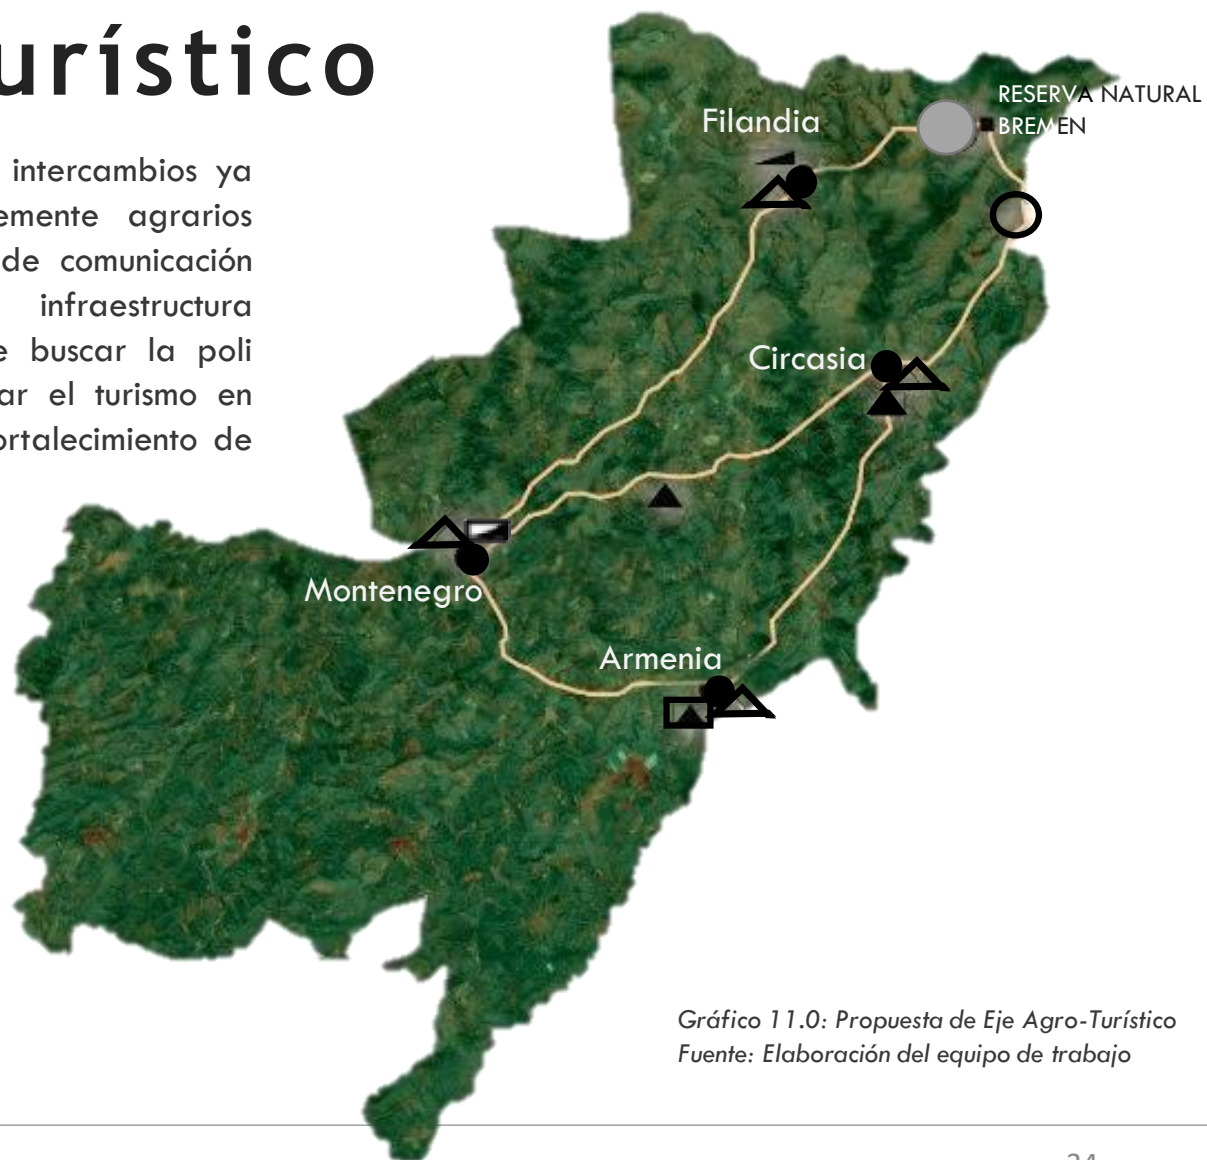 urístico
intercambios ya
emente agrarios
de comunicación
infraestructura
e buscar la poli
ar el turismo en
ortalecimiento de
Filandia
RESERVA NATURAL
BREMEN
Circasia
Montenegro
Armenia
Gráfico 11.0: Propuesta de Eje Agro-Turístico
Fuente: Elaboración del equipo de trabajo